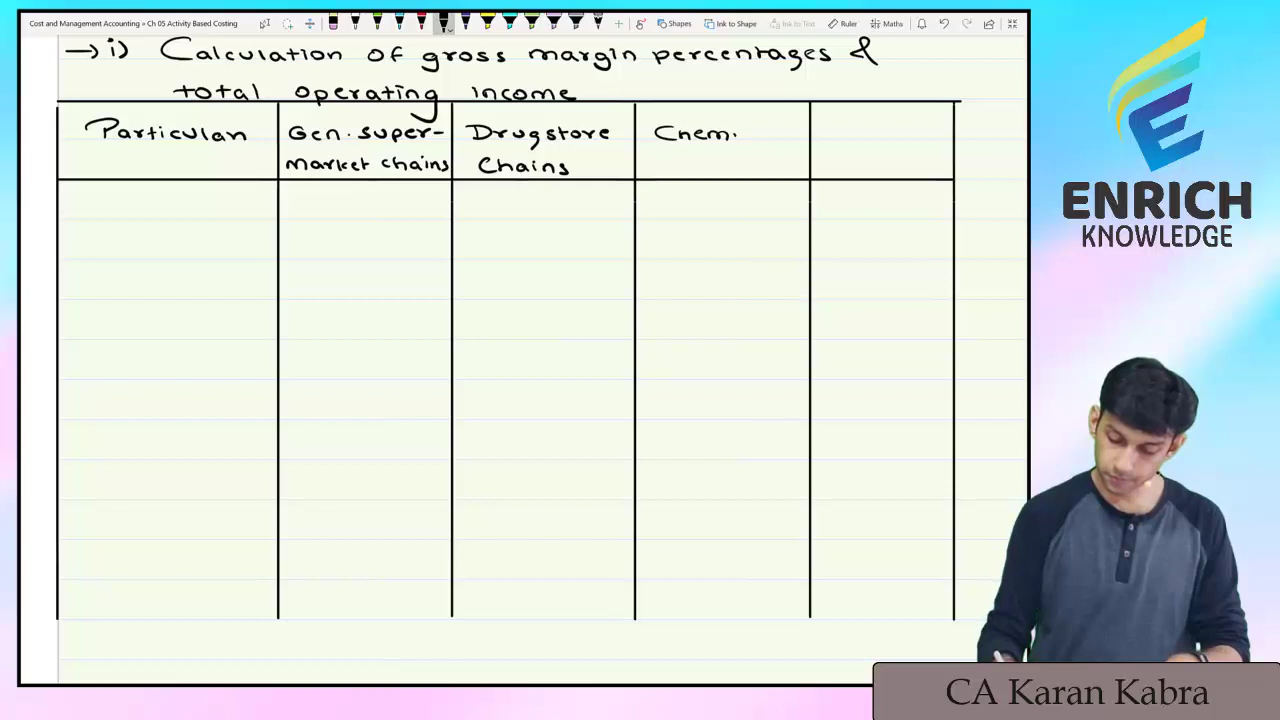 Cost and Management Accounting » Ch 05 Activity Based Costing
Shapes
Ink to Shape
Ink to Text
Ruler
Maths
→ i) Calculation of gross margin percentages &
total operating income
Particulars
Gen. super-
market chains
Drugstore
Chains
Chem.
ENRICH
KNOWLEDGE
CA Karan Kabra